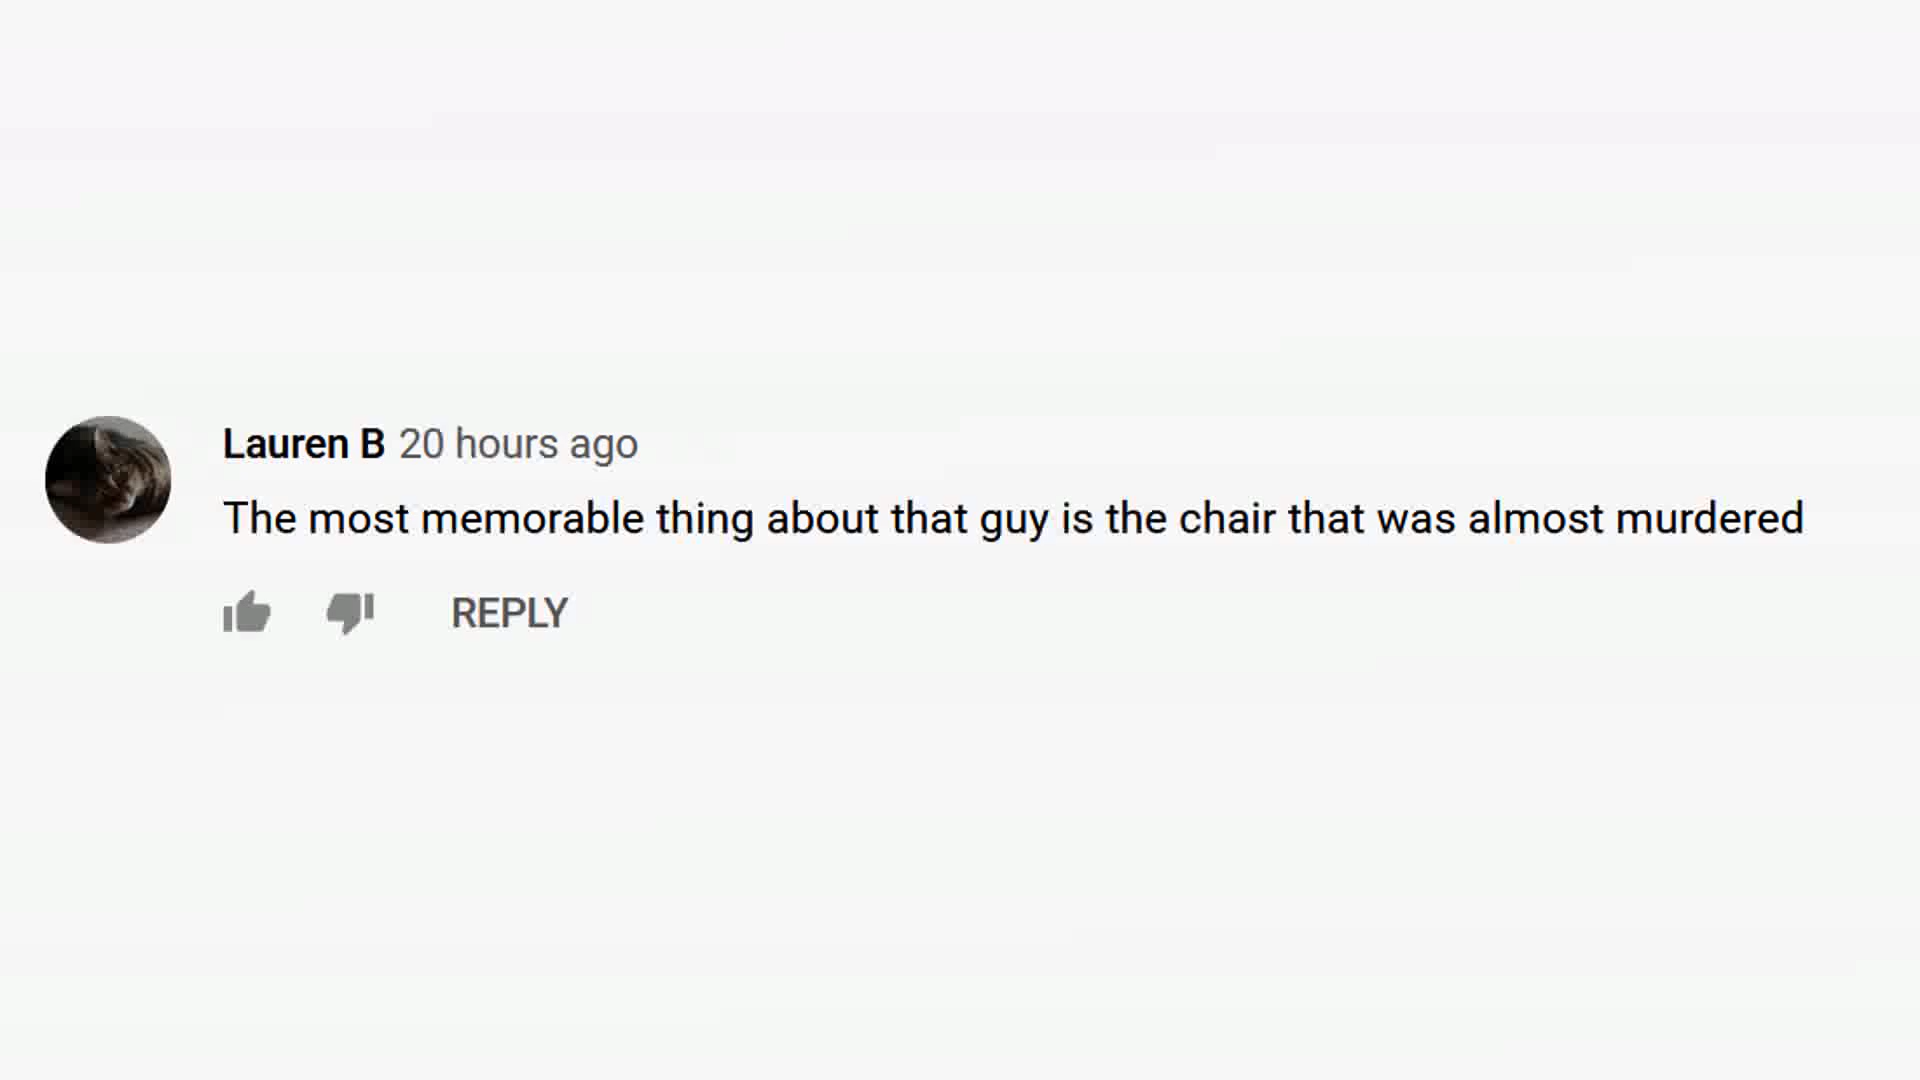 Lauren B 20 hours ago
The most memorable thing about that guy is the chair that was almost murdered
REPLY